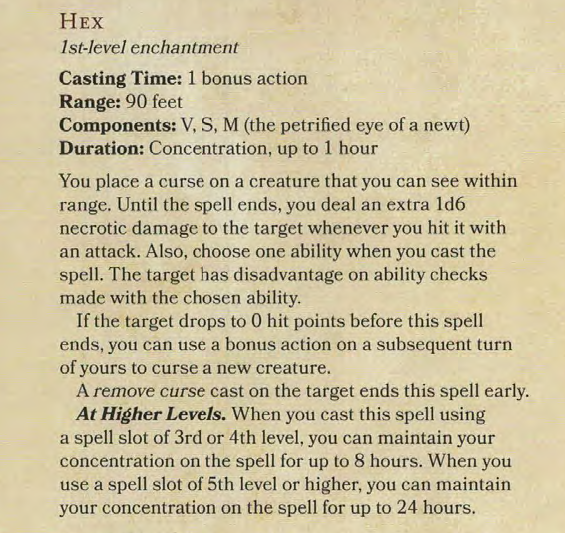 HEX
1st-level enchantment
Casting Time: 1 bonus action
Range: 90 feet
Components: V, S, M (the petrified eye of a newt)
Duration: Concentration, up to 1 hour
You place a curse on a creature that you can see within
range. Until the spell ends, you deal an extra 1d6
necrotic damage to the target whenever you hit it with
an attack. Also, choose one ability when you cast the
spell. The target has disadvantage on ability checks
made with the chosen ability.
If the target drops to 0 hit points before this spell
ends, you can use a bonus action on a subsequent turn
of yours to curse a new creature.
A remove curse cast on the target ends this spell early.
At Higher Levels. When you cast this spell using
a spell slot of 3rd or 4th level, you can maintain your
concentration on the spell for up to 8 hours. When you
use a spell slot of 5th level or higher, you can maintain
your concentration on the spell for up to 24 hours.